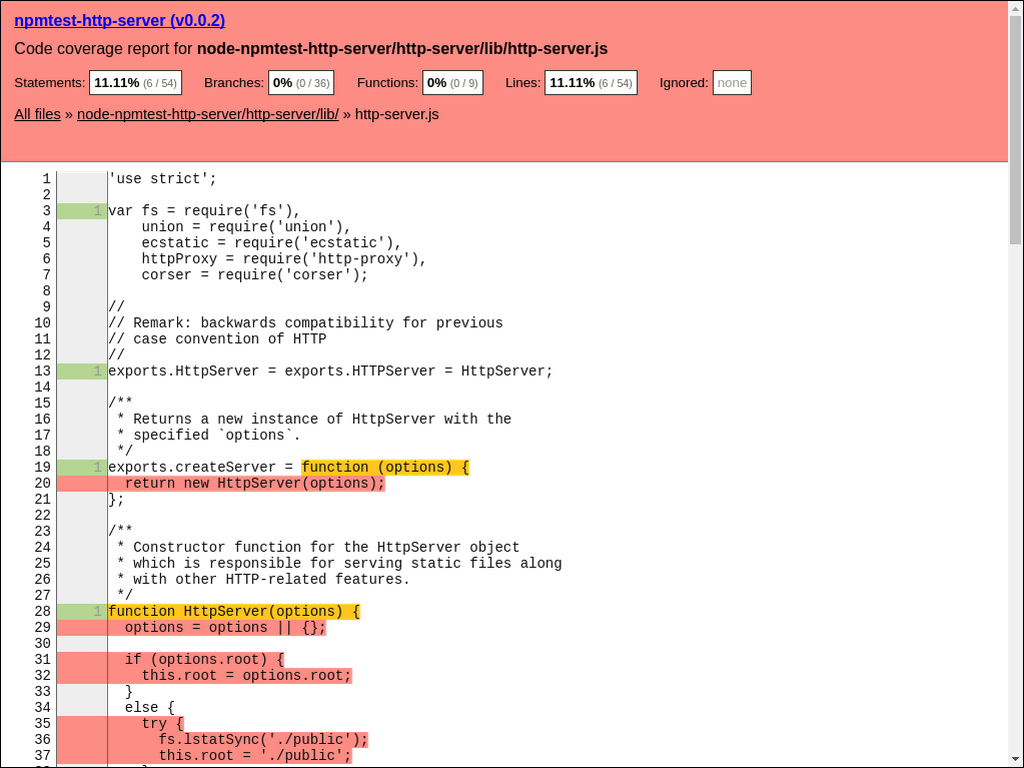 npmtest-http-server (v0.0.2)
Code coverage report for node-npmtest-http-server/http-server/lib/http-server.js
Statements: 11.11% (6 / 54) Branches: 0% (0 / 36) Functions: 0% (0 / 9) Lines: 11.11% (6 / 54) Ignored: none
All files » node-npmtest-http-server/http-server/lib/ » http-server.js
1 'use strict';
2
3 1 var fs = require('fs'),
4 union = require('union'),
5 ecstatic = require('ecstatic'),
6 httpProxy = require('http-proxy'),
7 corser = require('corser');
8
9 //
10 // Remark: backwards compatibility for previous
11 // case convention of HTTP
12 //
13 1 exports.HttpServer = exports.HTTPServer = HttpServer;
14
15 /**
16 * Returns a new instance of HttpServer with the
17 * specified `options`.
18 */
19 1 exports.createServer = function (options) {
20 return new HttpServer(options);
21 };
22
23 /**
24 * Constructor function for the HttpServer object
25 * which is responsible for serving static files along
26 * with other HTTP-related features.
27 */
28 1 function HttpServer(options) {
29 options = options || {};
30
31 if (options.root) {
32 this.root = options.root;
33 }
34 else {
35 try {
36 fs.lstatSync('./public');
37 this.root = './public';